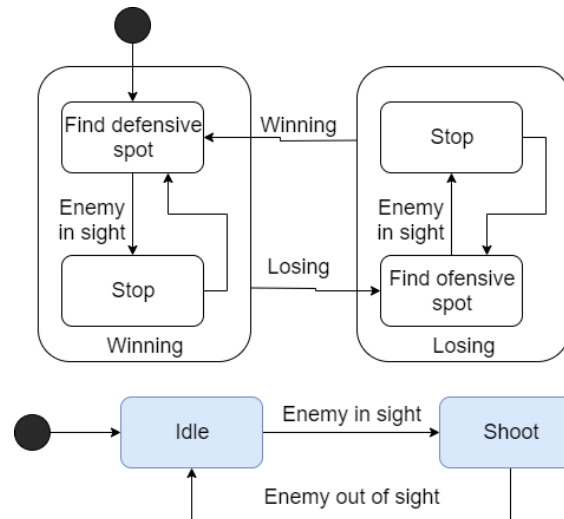 Find defensive
spot
Winning
Stop
Enemy
in sight
Enemy
in sight
Losing
Stop
Find ofensive
spot
Winning
Losing
Idle
Enemy in sight
Shoot
Enemy out of sight